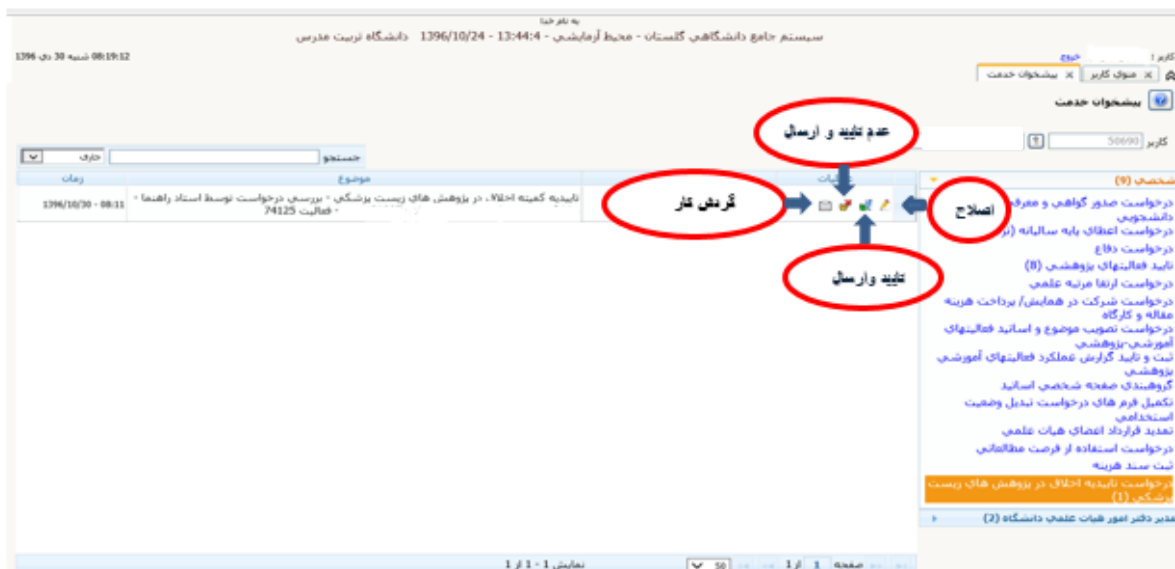 به نام خدا
سیستم جامع دانشگاهی گلستان - محیط آزمایشی - 13:44:4 - 1396/10/24 دانشگاه تربیت مدرس
08:19:12 شنبه 30 دی 1396
کاربر : خروج
منوی کاربر x پیشخوان خدمت x
پیشخوان خدمت
کاربر 50690
جستجو جاری
عدم تایید و ارسال
موضوع زمان
گردش کار
اصلاح
تایید وارسال
تاییدیه کمیته اخلاق در پژوهش های زیست پزشکی - بررسی درخواست توسط استاد راهنما -
- فعالیت 74125
1396/10/30 - 08:11
شخصی (9)
درخواست صدور گواهی و معرفی
دانشجویی
درخواست اعطای پایه سالیانه
درخواست دفاع
تایید فعالیتهای پژوهشی (8)
درخواست ارتقا مرتبه علمی
درخواست شرکت در همایش/ پرداخت هزینه
مقاله و کارگاه
درخواست تصویب موضوع و اساتید فعالیتهای
آموزشی-پژوهشی
ثبت و تایید گزارش عملکرد فعالیتهای آموزشی
پژوهشی
گروهبندی صفحه شخصی اساتید
تکمیل فرم های درخواست تبدیل وضعیت
استخدامی
تمدید قرارداد اعضای هیات علمی
درخواست استفاده از فرصت مطالعاتی
ثبت سند هزینه
درخواست تاییدیه اخلاق در پژوهش های زیست
پزشکی (1)
مدیر دفتر امور هیات علمی دانشگاه (2)
صفحه 1 از 1 50 نمایش 1 - 1 از 1